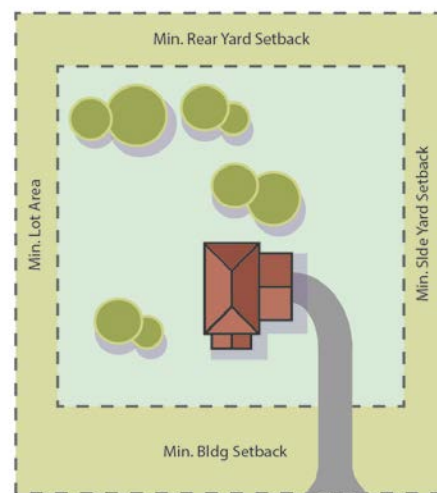 Min. Rear Yard Setback
Min. Lot Area
Min. SIde Yard Setback
Min. Bldg Setback